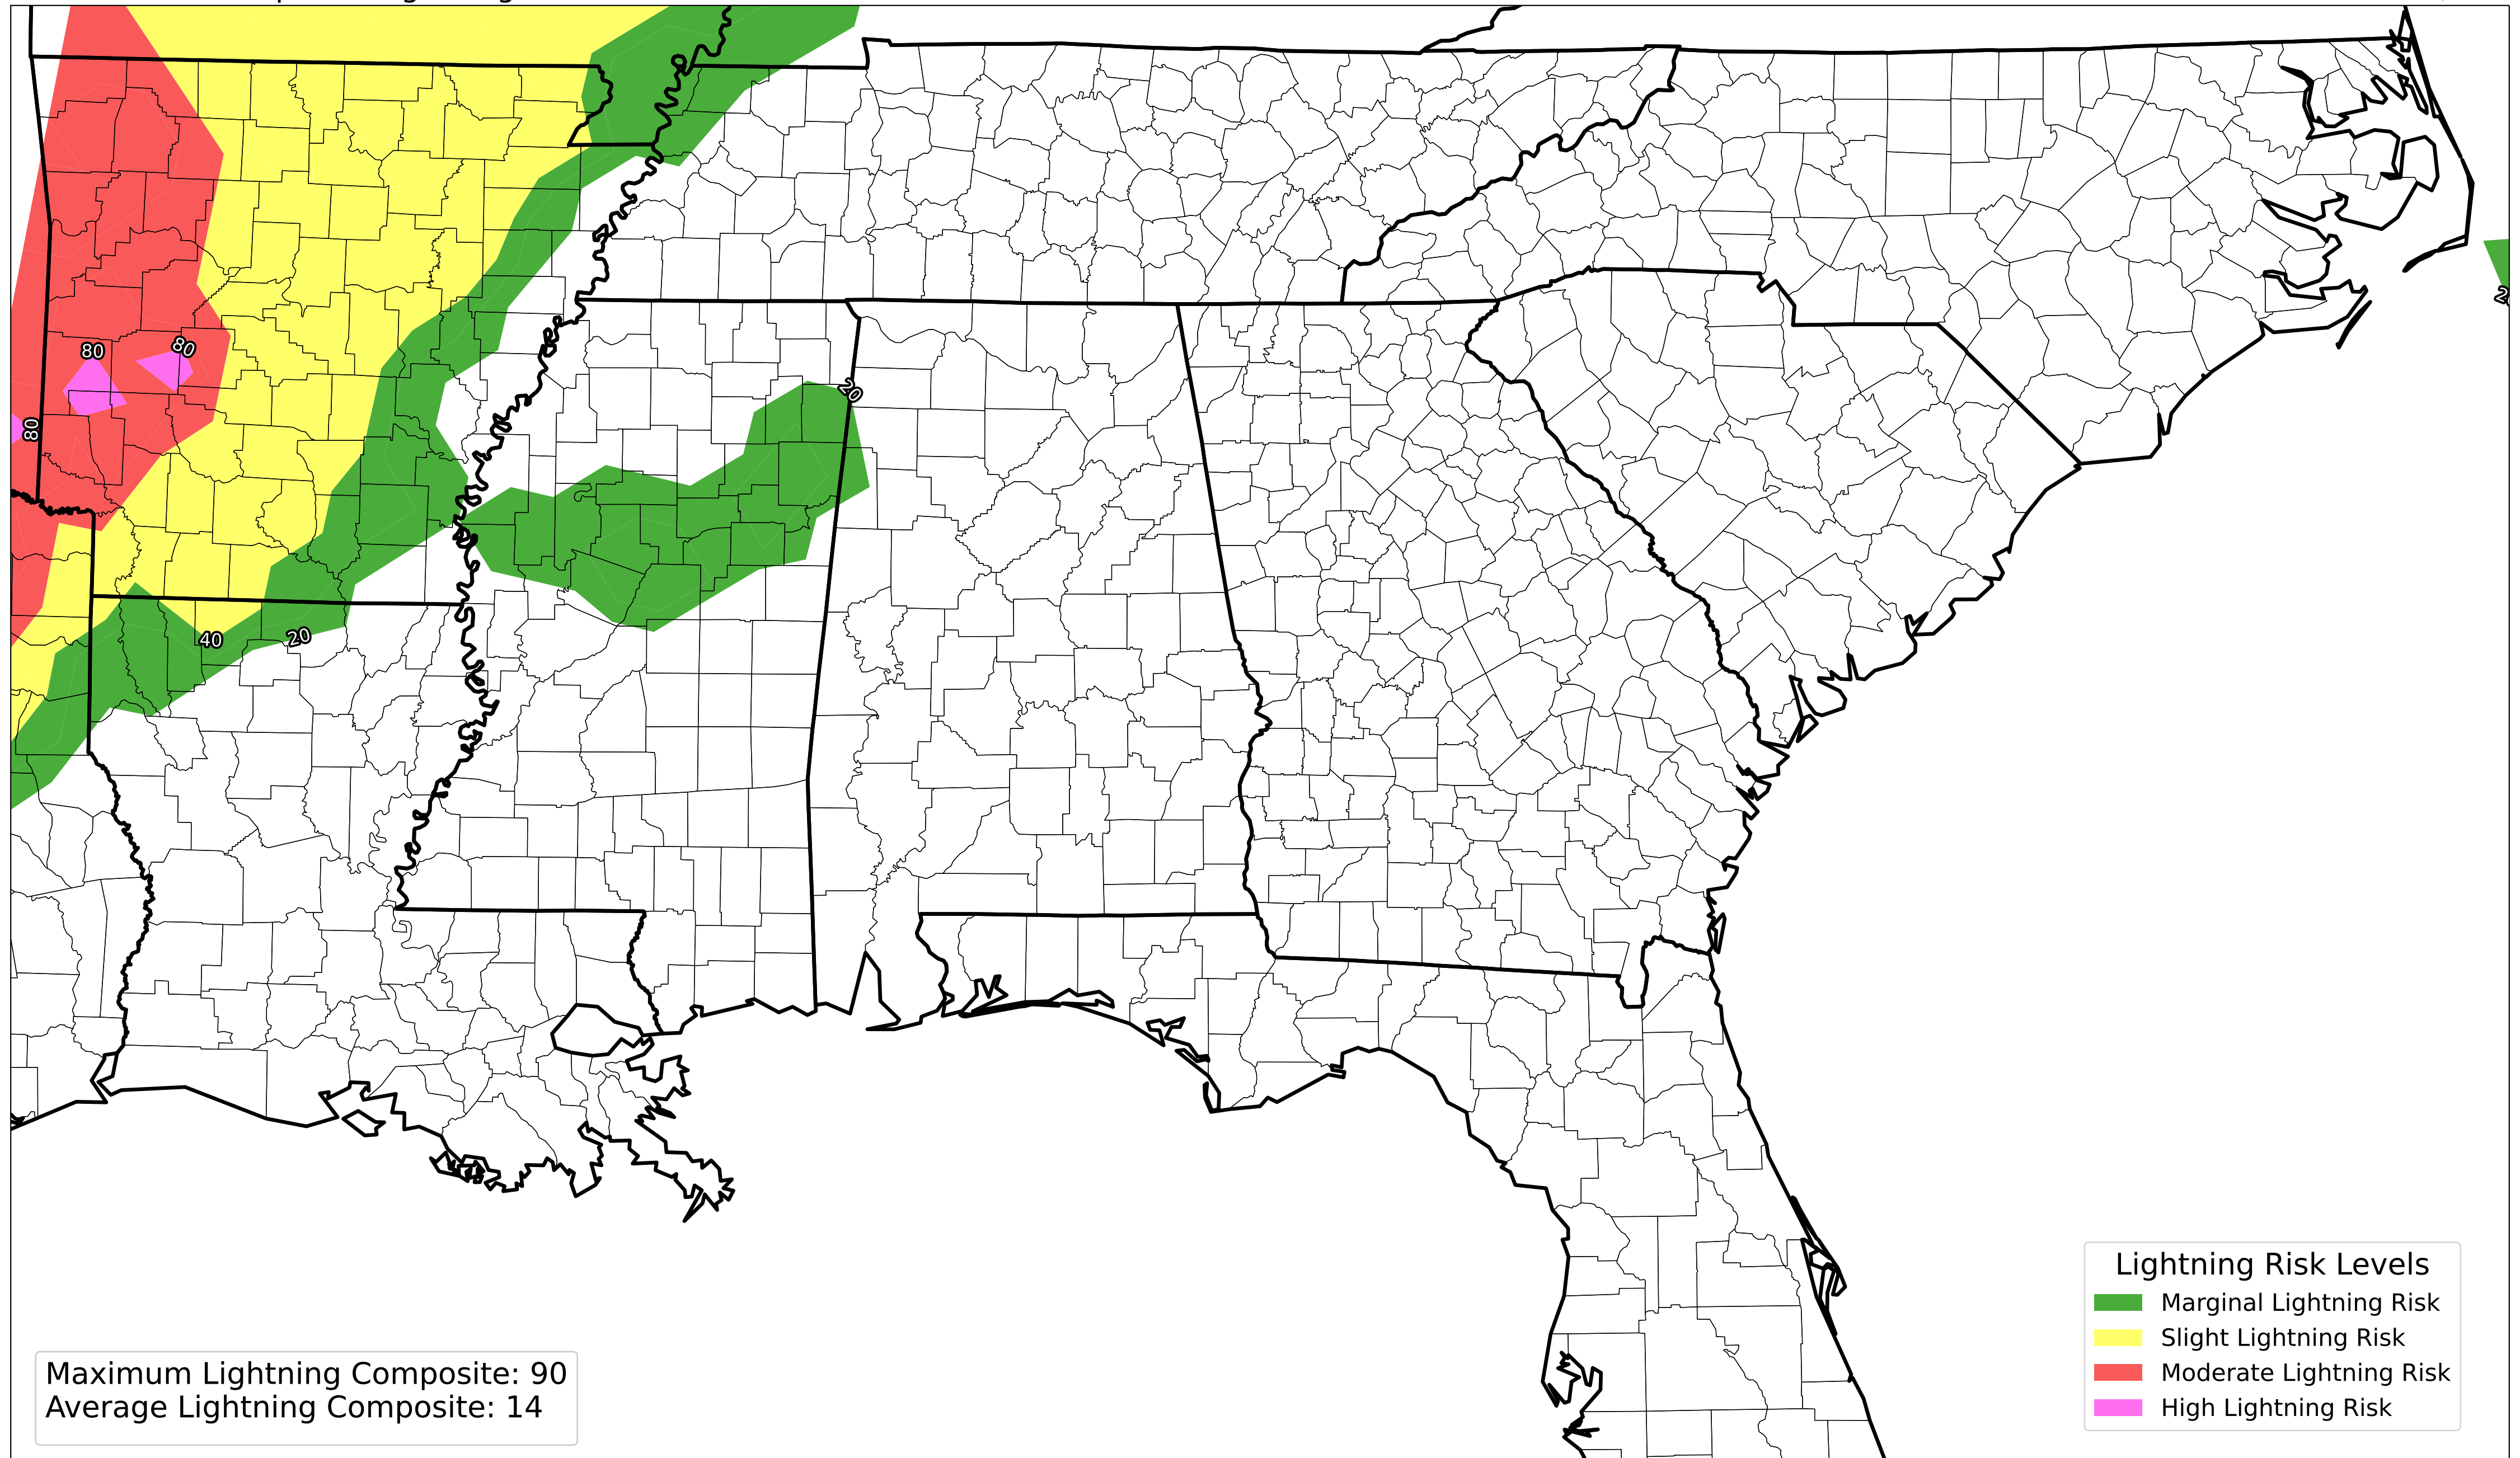 80
80
80
20
20
40
Lightning Risk Levels
Marginal Lightning Risk
Slight Lightning Risk
Moderate Lightning Risk
High Lightning Risk
Maximum Lightning Composite: 90
Average Lightning Composite: 14